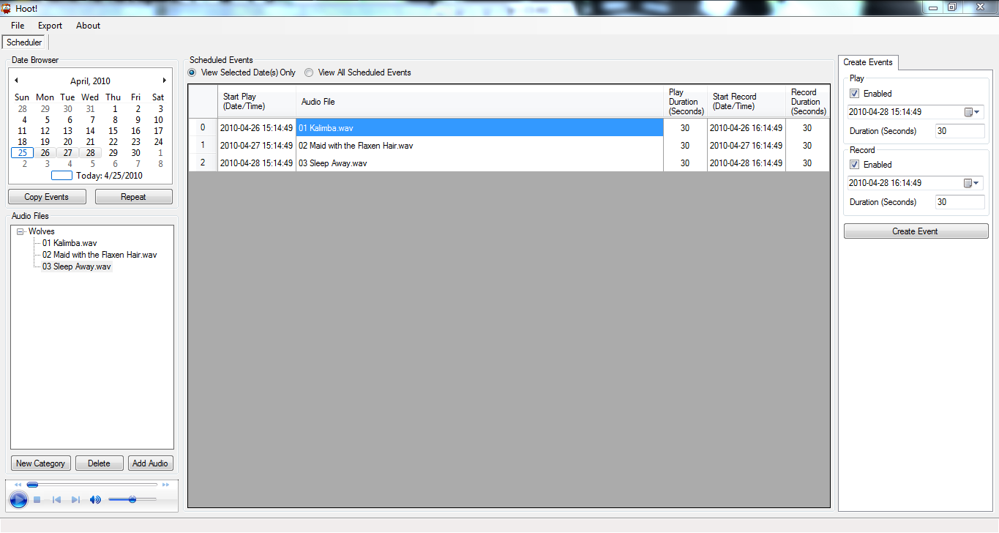 Hoot!
File Export About
Scheduler
Date Browser
April, 2010
Sun Mon Tue Wed Thu Fri Sat
28 29 30 31 1 2 3
4 5 6 7 8 9 10
11 12 13 14 15 16 17
18 19 20 21 22 23 24
25 26 27 28 29 30 1
2 3 4 5 6 7 8
Today: 4/25/2010
Copy Events Repeat
Audio Files
Wolves
01 Kalimba.wav
02 Maid with the Flaxen Hair.wav
03 Sleep Away.wav
New Category Delete Add Audio
Scheduled Events
View Selected Date(s) Only View All Scheduled Events
Start Play (Date/Time) Audio File Play Duration (Seconds) Start Record (Date/Time) Record Duration (Seconds)
0 2010-04-26 15:14:49 01 Kalimba.wav 30 2010-04-26 16:14:49 30
1 2010-04-27 15:14:49 02 Maid with the Flaxen Hair.wav 30 2010-04-27 16:14:49 30
2 2010-04-28 15:14:49 03 Sleep Away.wav 30 2010-04-28 16:14:49 30
Create Events
Play
Enabled
2010-04-28 15:14:49
Duration (Seconds) 30
Record
Enabled
2010-04-28 16:14:49
Duration (Seconds) 30
Create Event